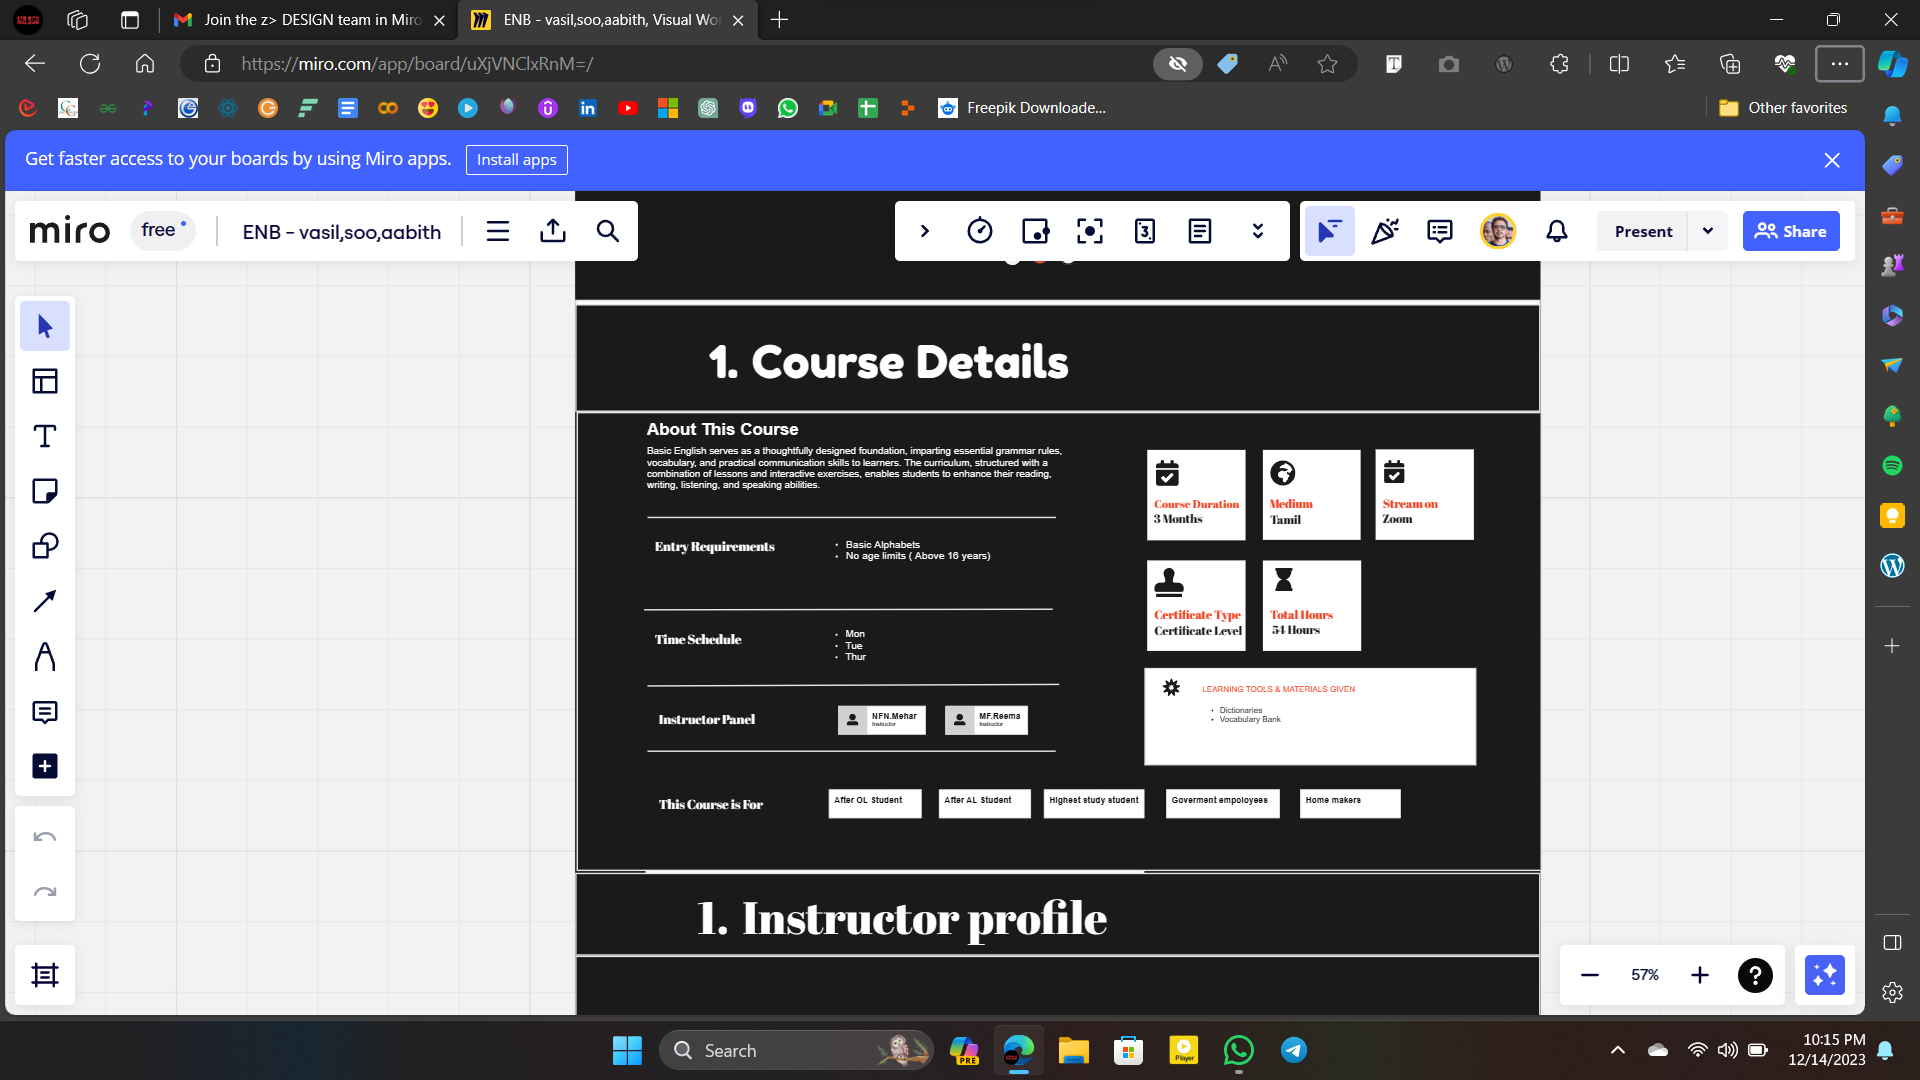 Join the z> DESIGN team in Miro
ENB - vasil,soo,aabith, Visual Wo
https://miro.com/app/board/uXjVNClxRnM=/
Freepik Downloade...
Other favorites
Get faster access to your boards by using Miro apps.
Install apps
miro
free
ENB - vasil,soo,aabith
Present
Share
1. Course Details
About This Course
Basic English serves as a thoughtfully designed foundation, imparting essential grammar rules,
vocabulary, and practical communication skills to learners. The curriculum, structured with a
combination of lessons and interactive exercises, enables students to enhance their reading,
writing, listening, and speaking abilities.
Entry Requirements
• Basic Alphabets
• No age limits ( Above 16 years)
Time Schedule
• Mon
• Tue
• Thur
Instructor Panel
NFN.Mehar
Instructor
MF.Reema
Instructor
This Course is For
After OL Student
After AL Student
Highest study student
Goverment empoloyees
Home makers
Course Duration
3 Months
Medium
Tamil
Stream on
Zoom
Certificate Type
Certificate Level
Total Hours
54 Hours
LEARNING TOOLS & MATERIALS GIVEN
• Dictionaries
• Vocabulary Bank
1. Instructor profile
57%
Search
PRE
Player
10:15 PM
12/14/2023